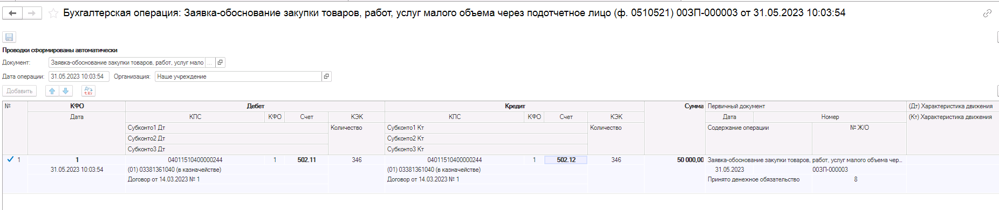 Бухгалтерская операция: Заявка-обоснование закупки товаров, работ, услуг малого объема через подотчетное лицо (ф. 0510521) 00ЗП-000003 от 31.05.2023 10:03:54
Проводки сформированы автоматически
Документ: Заявка-обоснование закупки товаров, работ, услуг мало ...
Дата операции: 31.05.2023 10:03:54 Организация: Наше учреждение
Добавить Дт Кт
№ КФО Дебет Кредит Сумма Первичный документ (Дт) Характеристика движения
Дата КПС КФО Счет КЭК КПС КФО Счет КЭК Дата Номер (Кт) Характеристика движения
Субконто1 Дт Количество Субконто1 Кт Количество Содержание операции № Ж/О
Субконто2 Дт Субконто2 Кт
Субконто3 Дт Субконто3 Кт
1 1 04011510400000244 1 502.11 346 04011510400000244 1 502.12 346 50 000,00 Заявка-обоснование закупки товаров, работ, услуг малого объема чер...
31.05.2023 10:03:54 (01) 03381361040 (в казначействе) (01) 03381361040 (в казначействе) 31.05.2023 00ЗП-000003
Договор от 14.03.2023 № 1 Договор от 14.03.2023 № 1 Принято денежное обязательство 8